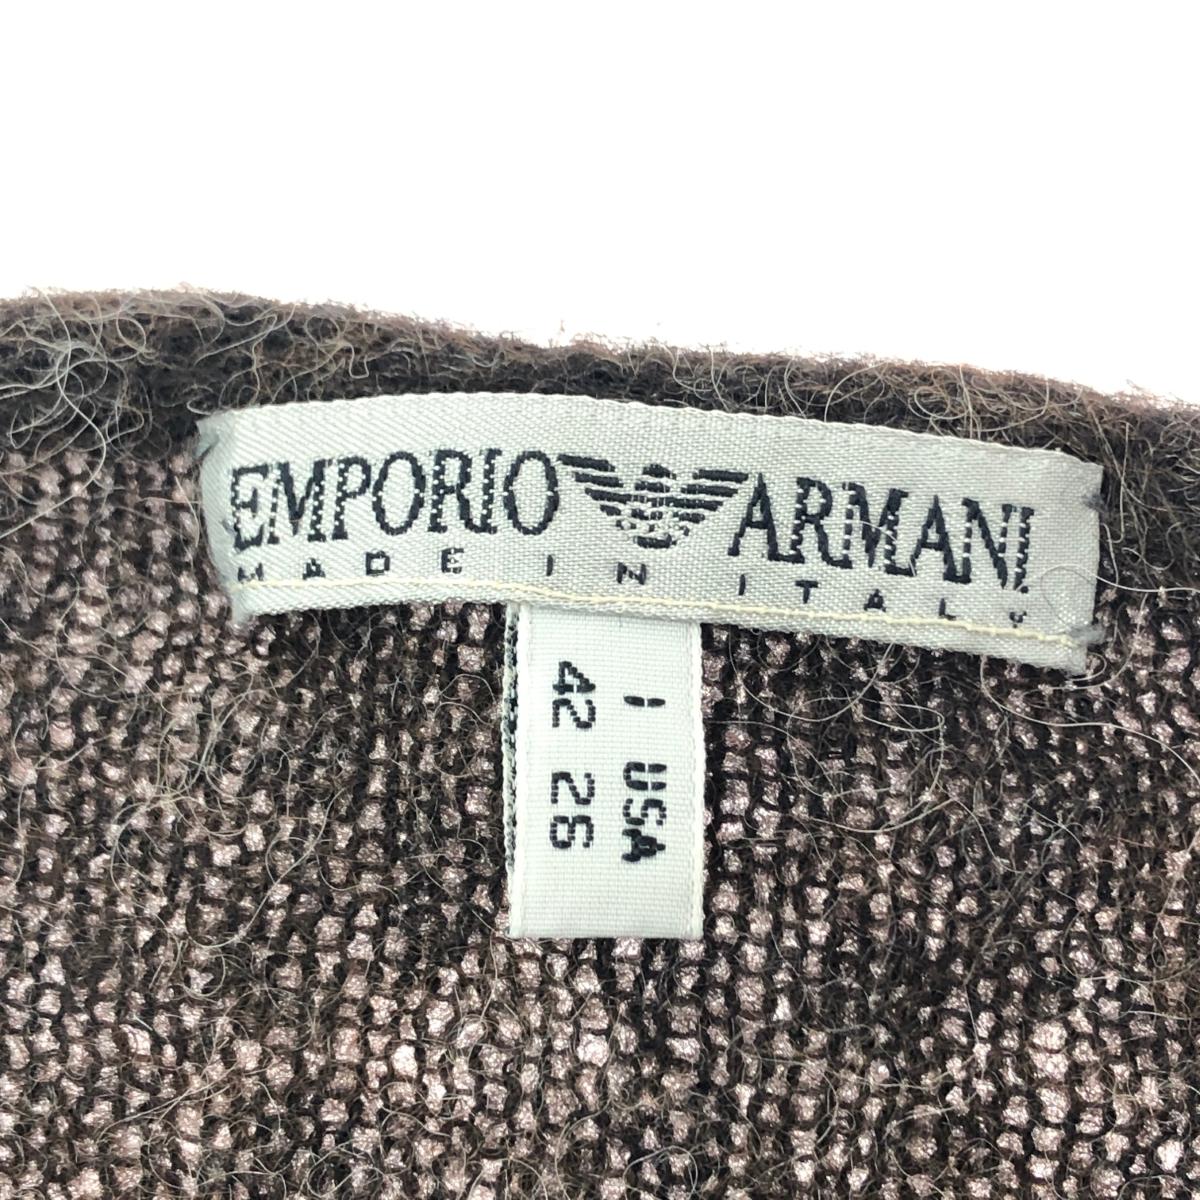 EMPORIO ARMANI
MADE IN ITALY
I USA
42 26